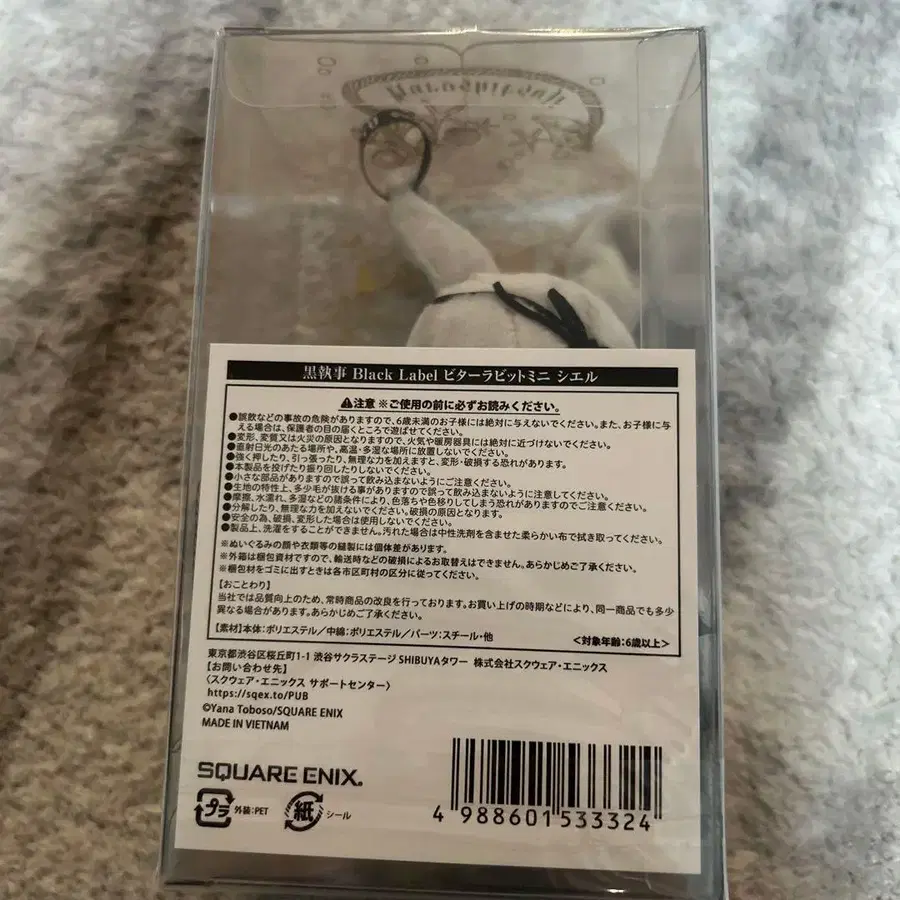 黒執事 Black Label ビターラビットミニ シエル
⚠注意 ※ご使用の前に必ずお読みください。
●誤飲などの事故の危険がありますので、6歳未満のお子様には絶対に与えないでください。また、お子様に与
える場合は、保護者の目の届くところで遊ばせてください。
●変形、変質又は火災の原因となりますので、火気や暖房器具には絶対に近づけないでください。
●直射日光のあたる場所や、高温・多湿な場所に放置しないでください。
●強く押したり、引っ張ったり、無理な力を加えますと、変形・破損する恐れがあります。
●本製品を投げたり振り回したりしないでください。
●小さな部品がありますので誤って飲み込まないようにご注意ください。
●生地の特性上、多少毛が抜ける事がありますので誤って飲み込まないように注意してください。
●摩擦、水濡れ、多湿などの諸条件により、色落ちや色移りしてしまう恐れがありますのでご注意ください。
●分解したり、無理な力を加えないでください。破損の原因となります。
●安全の為、破損、変形した場合は使用しないでください。
●製品上、洗濯をすることができません。汚れた場合は中性洗剤を含ませた柔らかい布で拭き取ってください。
※ぬいぐるみの顔や衣類等の縫製には個体差があります。
※外箱は梱包資材ですので、輸送時などの破損によるお取替えはできません。あらかじめご了承ください。
※梱包材をゴミに出すときは各市区町村の区分に従ってください。
【おことわり】
当社では品質向上のため、常時商品の改良を行っております。お買い上げの時期などにより、同一商品でも多少
異なる場合があります。あらかじめご了承ください。
【素材】本体：ポリエステル／中綿：ポリエステル／パーツ：スチール・他
<対象年齢：6歳以上>
東京都渋谷区桜丘町1-1 渋谷サクラステージ SHIBUYAタワー 株式会社スクウェア・エニックス
【お問い合わせ先】
〈スクウェア・エニックス サポートセンター〉
https://sqex.to/PUB
©Yana Toboso/SQUARE ENIX
MADE IN VIETNAM
SQUARE ENIX.
プラ 外装：PET 紙 シール
4 988601 533324